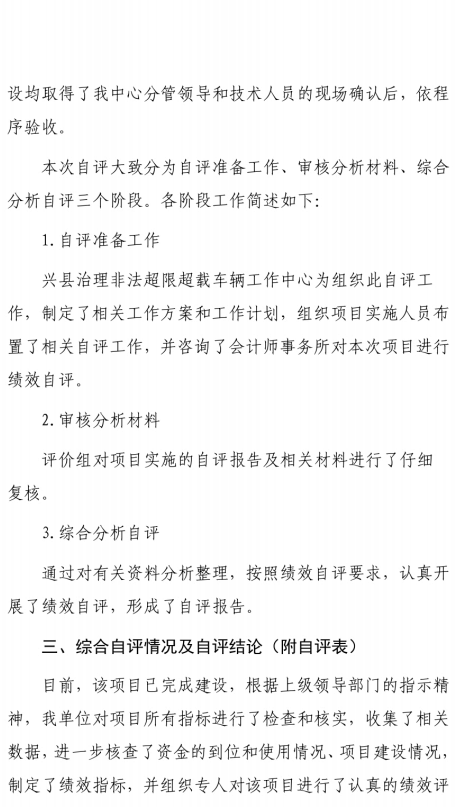 设均取得了我中心分管领导和技术人员的现场确认后，依程
序验收。
本次自评大致分为自评准备工作、审核分析材料、综合
分析自评三个阶段。各阶段工作简述如下：
1.自评准备工作
兴县治理非法超限超载车辆工作中心为组织此自评工
作，制定了相关工作方案和工作计划，组织项目实施人员布
置了相关自评工作，并咨询了会计师事务所对本次项目进行
绩效自评。
2.审核分析材料
评价组对项目实施的自评报告及相关材料进行了仔细
复核。
3.综合分析自评
通过对有关资料分析整理，按照绩效自评要求，认真开
展了绩效自评，形成了自评报告。
三、综合自评情况及自评结论（附自评表）
目前，该项目已完成建设，根据上级领导部门的指示精
神，我单位对项目所有指标进行了检查和核实，收集了相关
数据，进一步核查了资金的到位和使用情况、项目建设情况，
制定了绩效指标，并组织专人对该项目进行了认真的绩效评